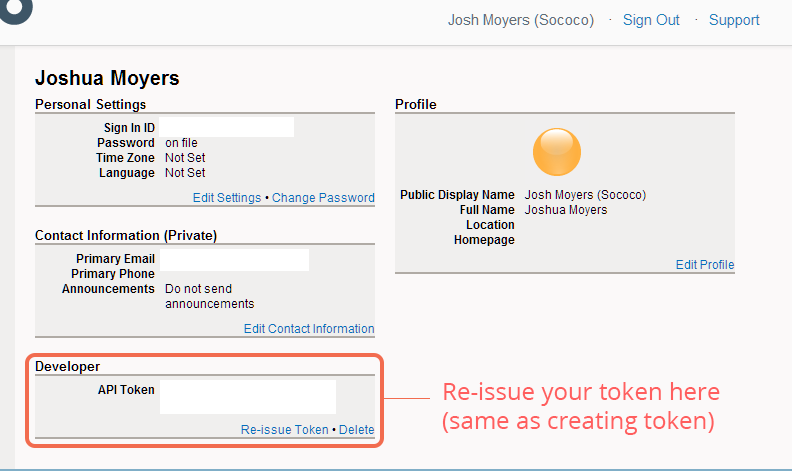 Josh Moyers (Sococo) · Sign Out · Support
Joshua Moyers
Personal Settings
Sign In ID
Password on file
Time Zone Not Set
Language Not Set
Edit Settings • Change Password
Contact Information (Private)
Primary Email
Primary Phone
Announcements Do not send
announcements
Edit Contact Information
Developer
API Token
Re-issue Token • Delete
Profile
Public Display Name Josh Moyers (Sococo)
Full Name Joshua Moyers
Location
Homepage
Edit Profile
Re-issue your token here
(same as creating token)